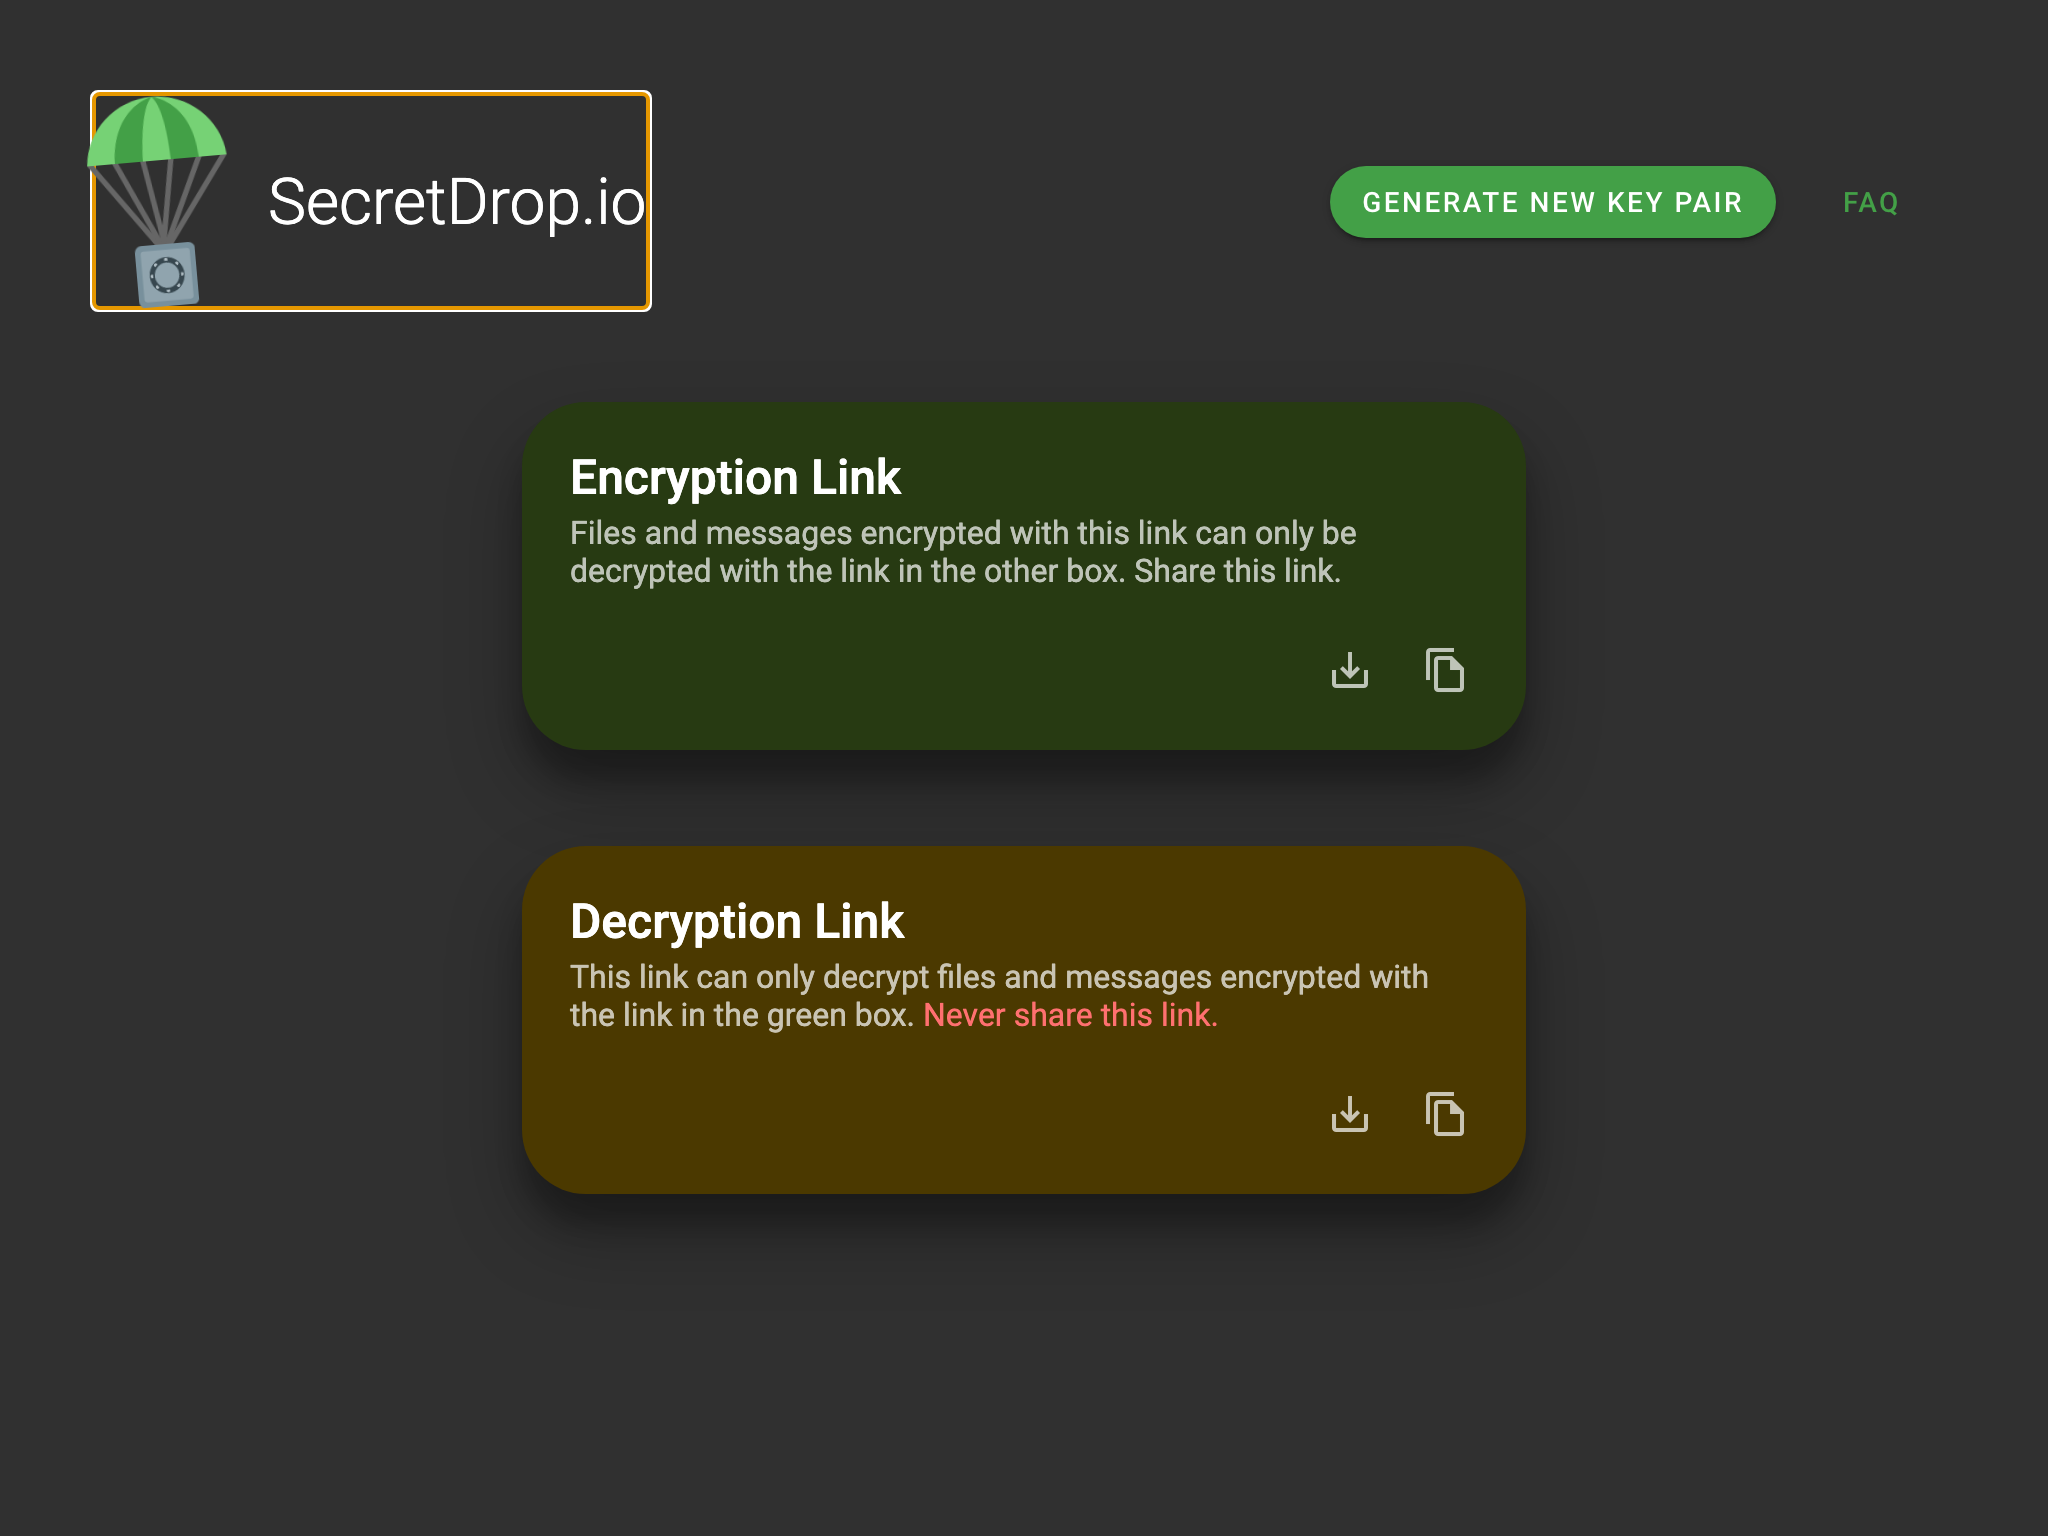 SecretDrop.io
GENERATE NEW KEY PAIR
FAQ
Encryption Link
Files and messages encrypted with this link can only be
decrypted with the link in the other box. Share this link.
Decryption Link
This link can only decrypt files and messages encrypted with
the link in the green box. Never share this link.